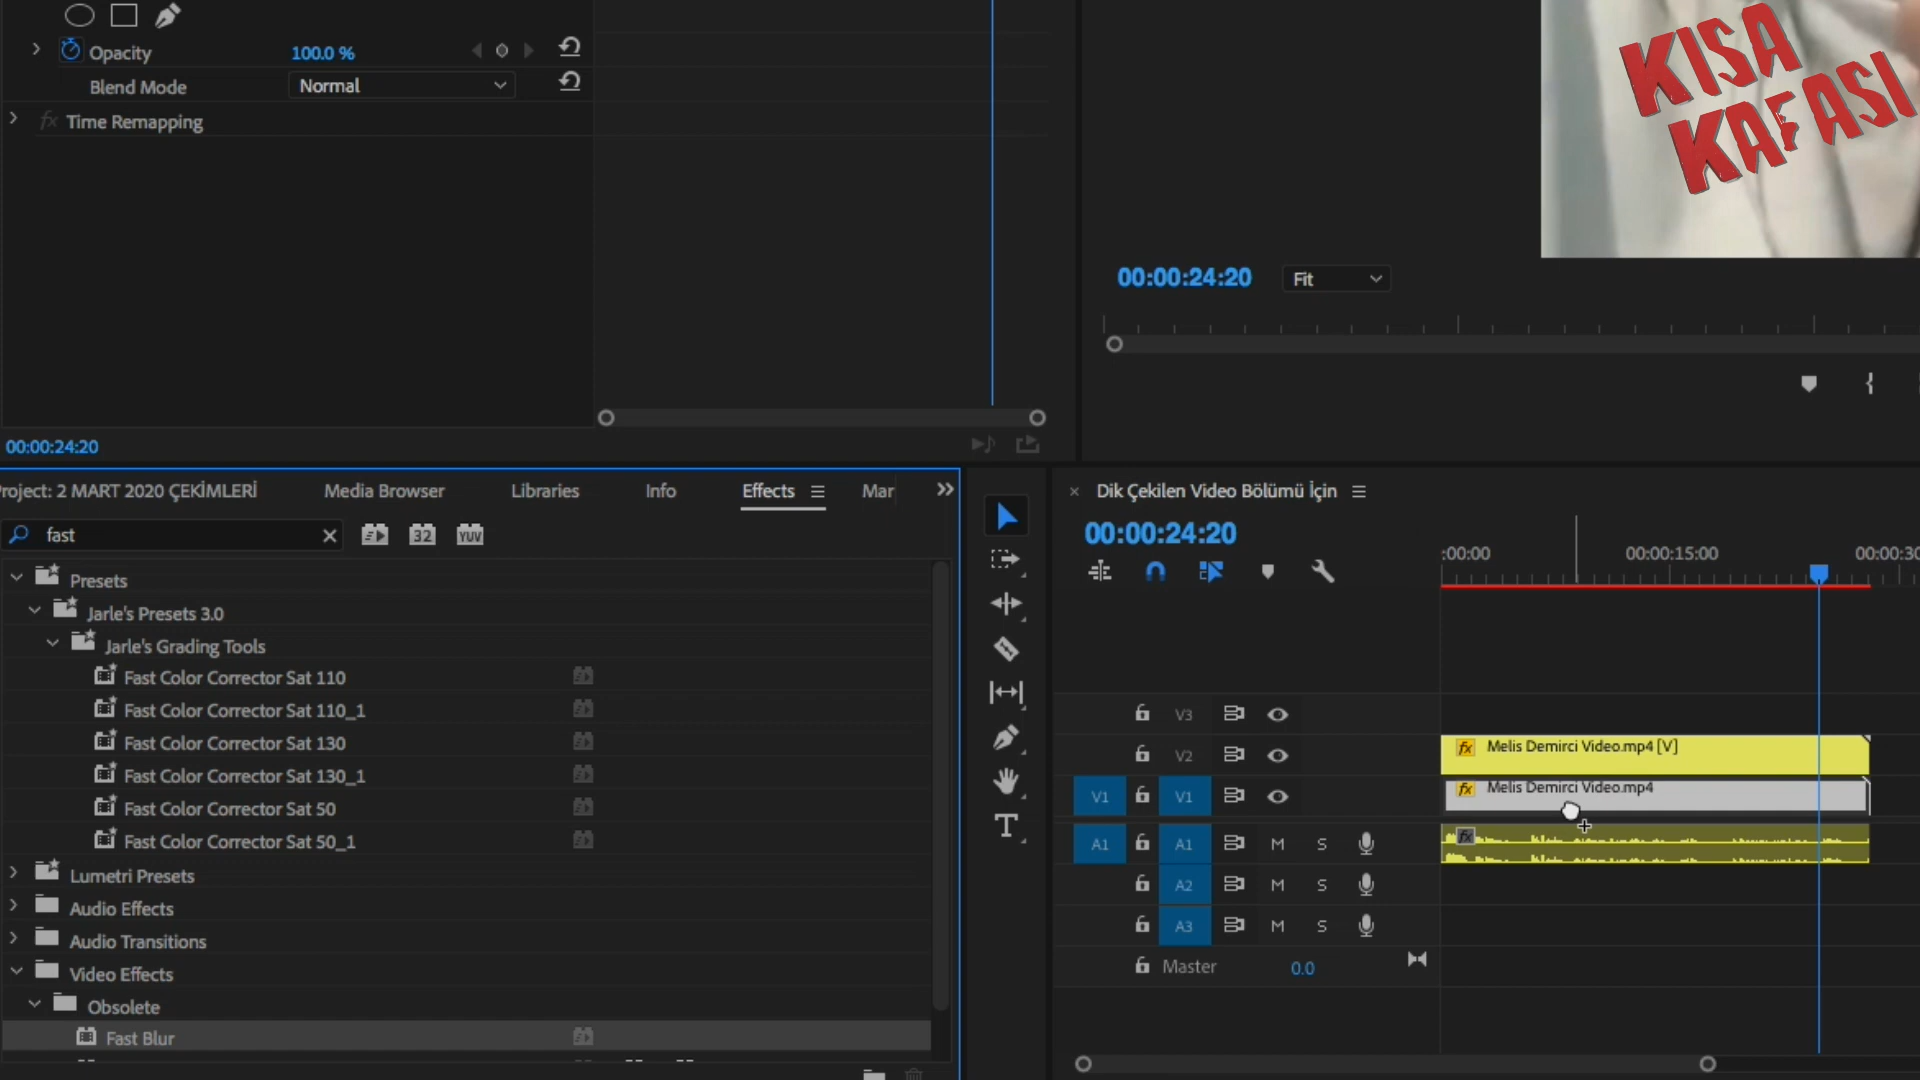 Opacity 100.0 %
Blend Mode Normal
fx Time Remapping
00:00:24:20
KISA
KAFASI
00:00:24:20 Fit
roject: 2 MART 2020 ÇEKİMLERİ Media Browser Libraries Info Effects Mar
fast 32 YUV
Presets
Jarle's Presets 3.0
Jarle's Grading Tools
Fast Color Corrector Sat 110
Fast Color Corrector Sat 110_1
Fast Color Corrector Sat 130
Fast Color Corrector Sat 130_1
Fast Color Corrector Sat 50
Fast Color Corrector Sat 50_1
Lumetri Presets
Audio Effects
Audio Transitions
Video Effects
Obsolete
Fast Blur
Dik Çekilen Video Bölümü İçin
00:00:24:20
:00:00 00:00:15:00 00:00:30
V3
V2 fx Melis Demirci Video.mp4 [V]
V1 V1 fx Melis Demirci Video.mp4
A1 A1 M S fx
A2 M S
A3 M S
Master 0.0